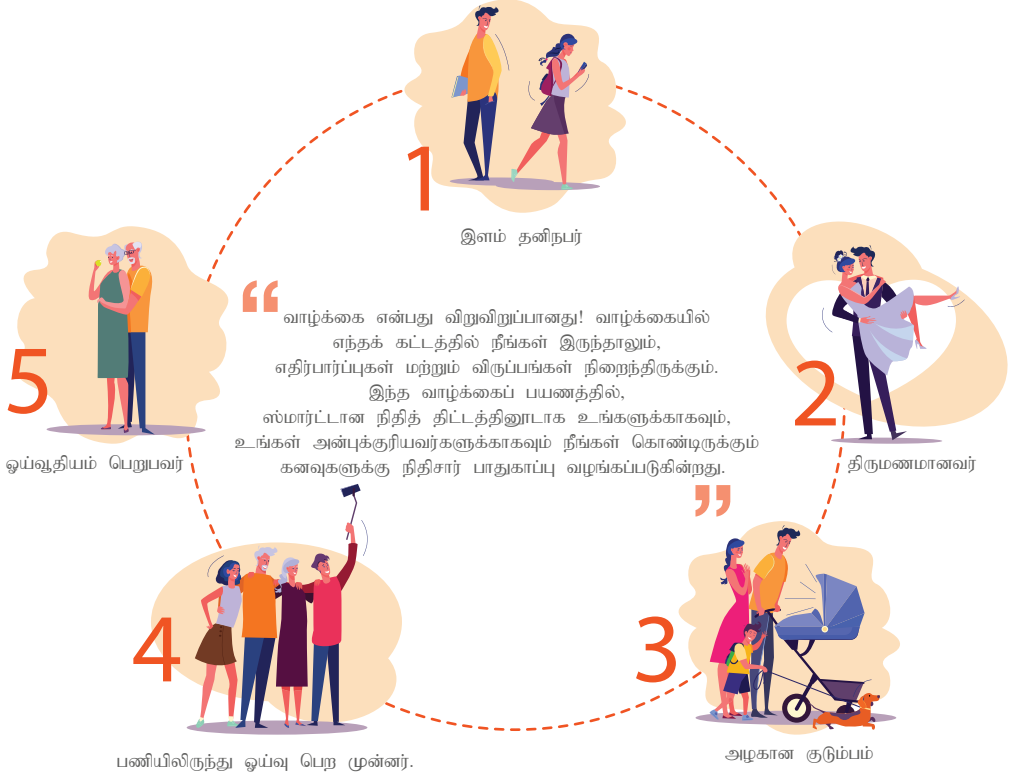 1
இளம் தனிநபர்
“
வாழ்க்கை என்பது விறுவிறுப்பானது! வாழ்க்கையில்
எந்தக் கட்டத்தில் நீங்கள் இருந்தாலும்,
எதிர்பார்ப்புகள் மற்றும் விருப்பங்கள் நிறைந்திருக்கும்.
இந்த வாழ்க்கைப் பயணத்தில்,
ஸ்மார்ட்டான நிதித் திட்டத்தினூடாக உங்களுக்காகவும்,
உங்கள் அன்புக்குரியவர்களுக்காகவும் நீங்கள் கொண்டிருக்கும்
கனவுகளுக்கு நிதிசார் பாதுகாப்பு வழங்கப்படுகின்றது.
”
2
திருமணமானவர்
3
அழகான குடும்பம்
4
பணியிலிருந்து ஓய்வு பெற முன்னர்.
5
ஓய்வூதியம் பெறுபவர்